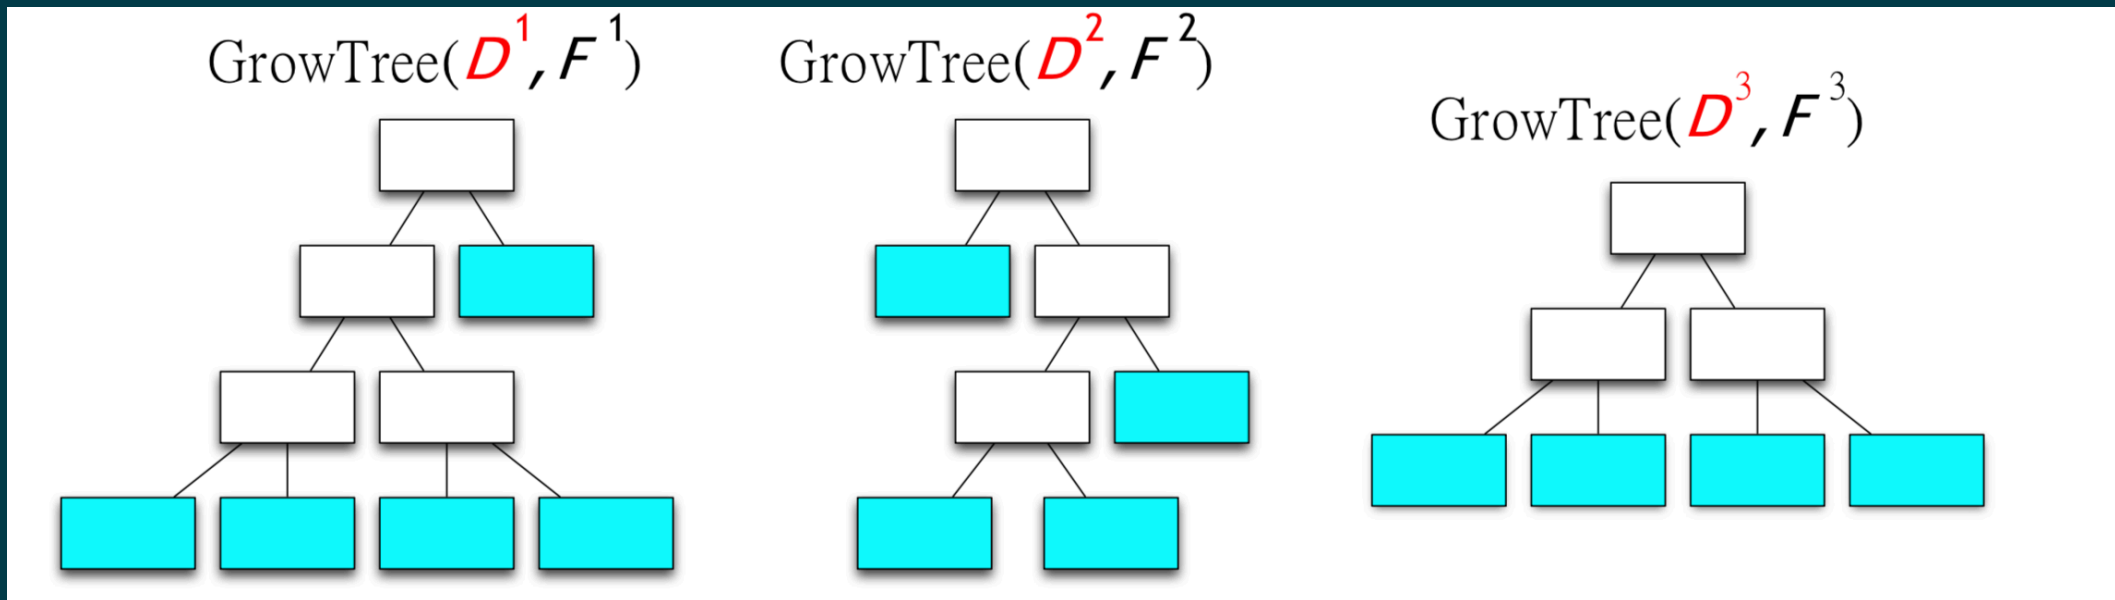 GrowTree(D¹, F¹)
GrowTree(D², F²)
GrowTree(D³, F³)